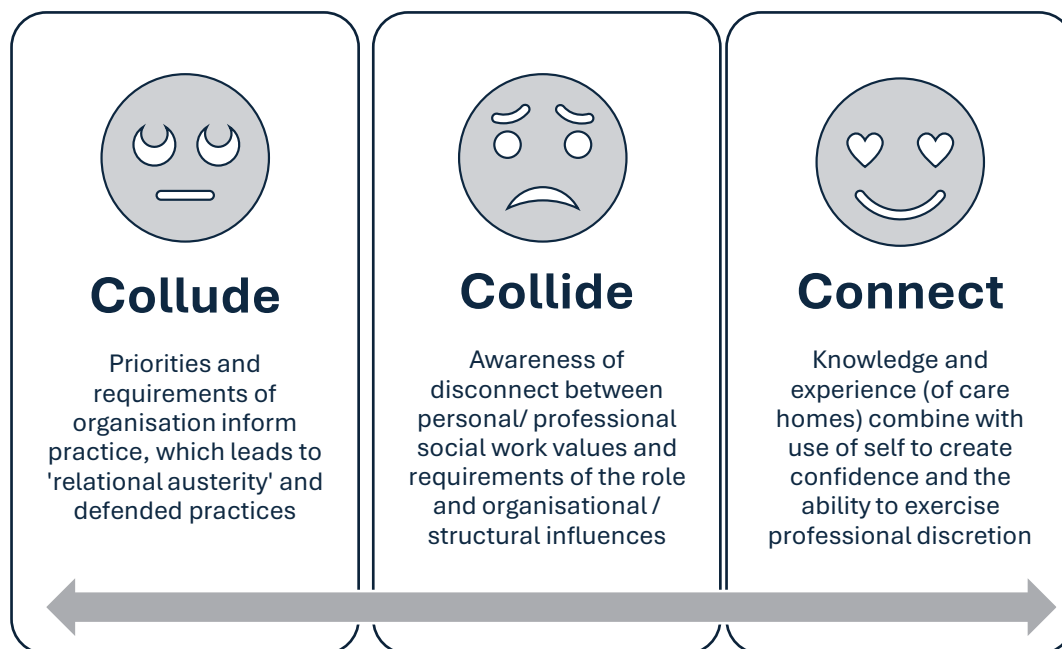 Collude
Priorities and
requirements of
organisation inform
practice, which leads to
'relational austerity' and
defended practices
Collide
Awareness of
disconnect between
personal/ professional
social work values and
requirements of the role
and organisational /
structural influences
Connect
Knowledge and
experience (of care
homes) combine with
use of self to create
confidence and the
ability to exercise
professional discretion